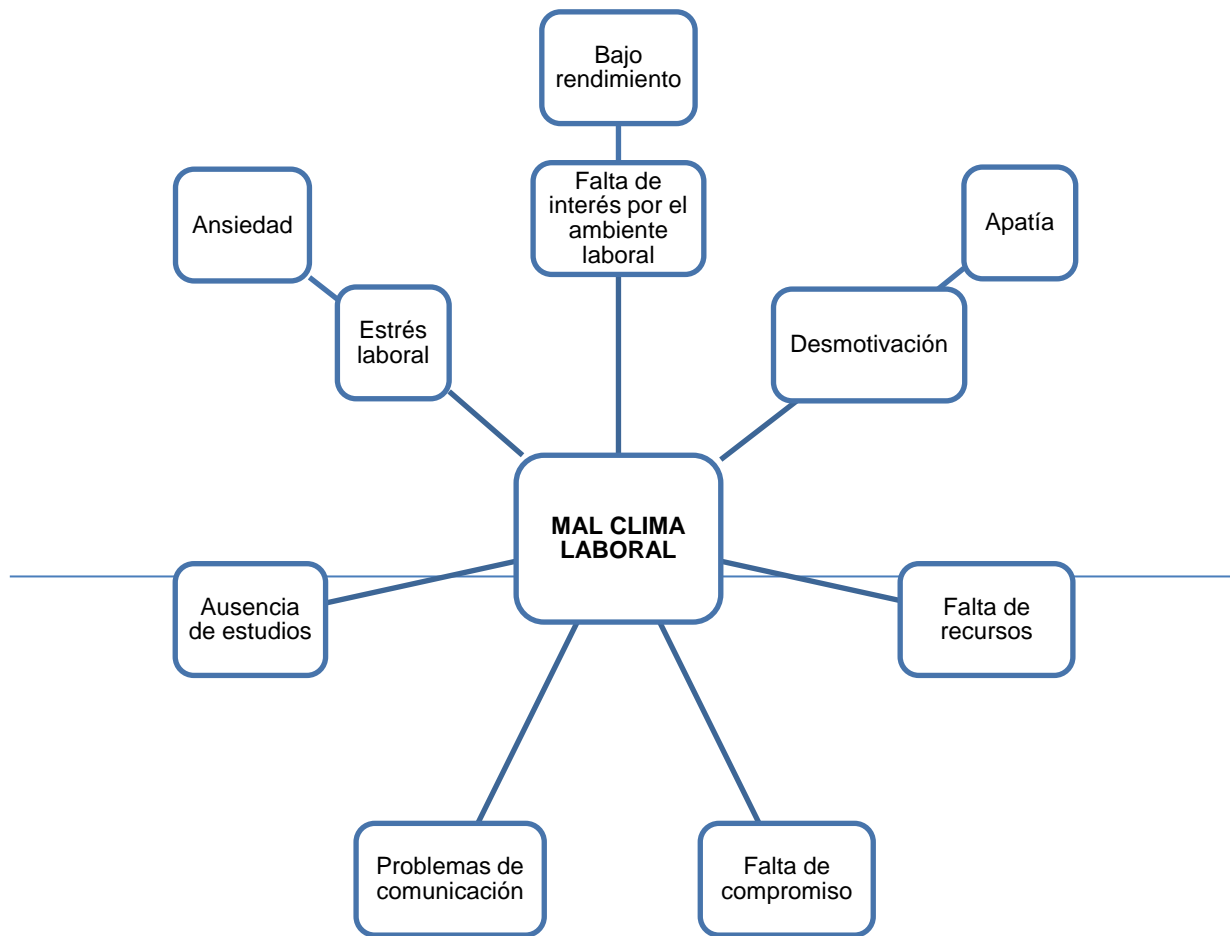 Bajo
rendimiento
Falta de
interés por el
ambiente
laboral
Ansiedad
Apatía
Estrés
laboral
Desmotivación
MAL CLIMA
LABORAL
Ausencia
de estudios
Falta de
recursos
Problemas de
comunicación
Falta de
compromiso